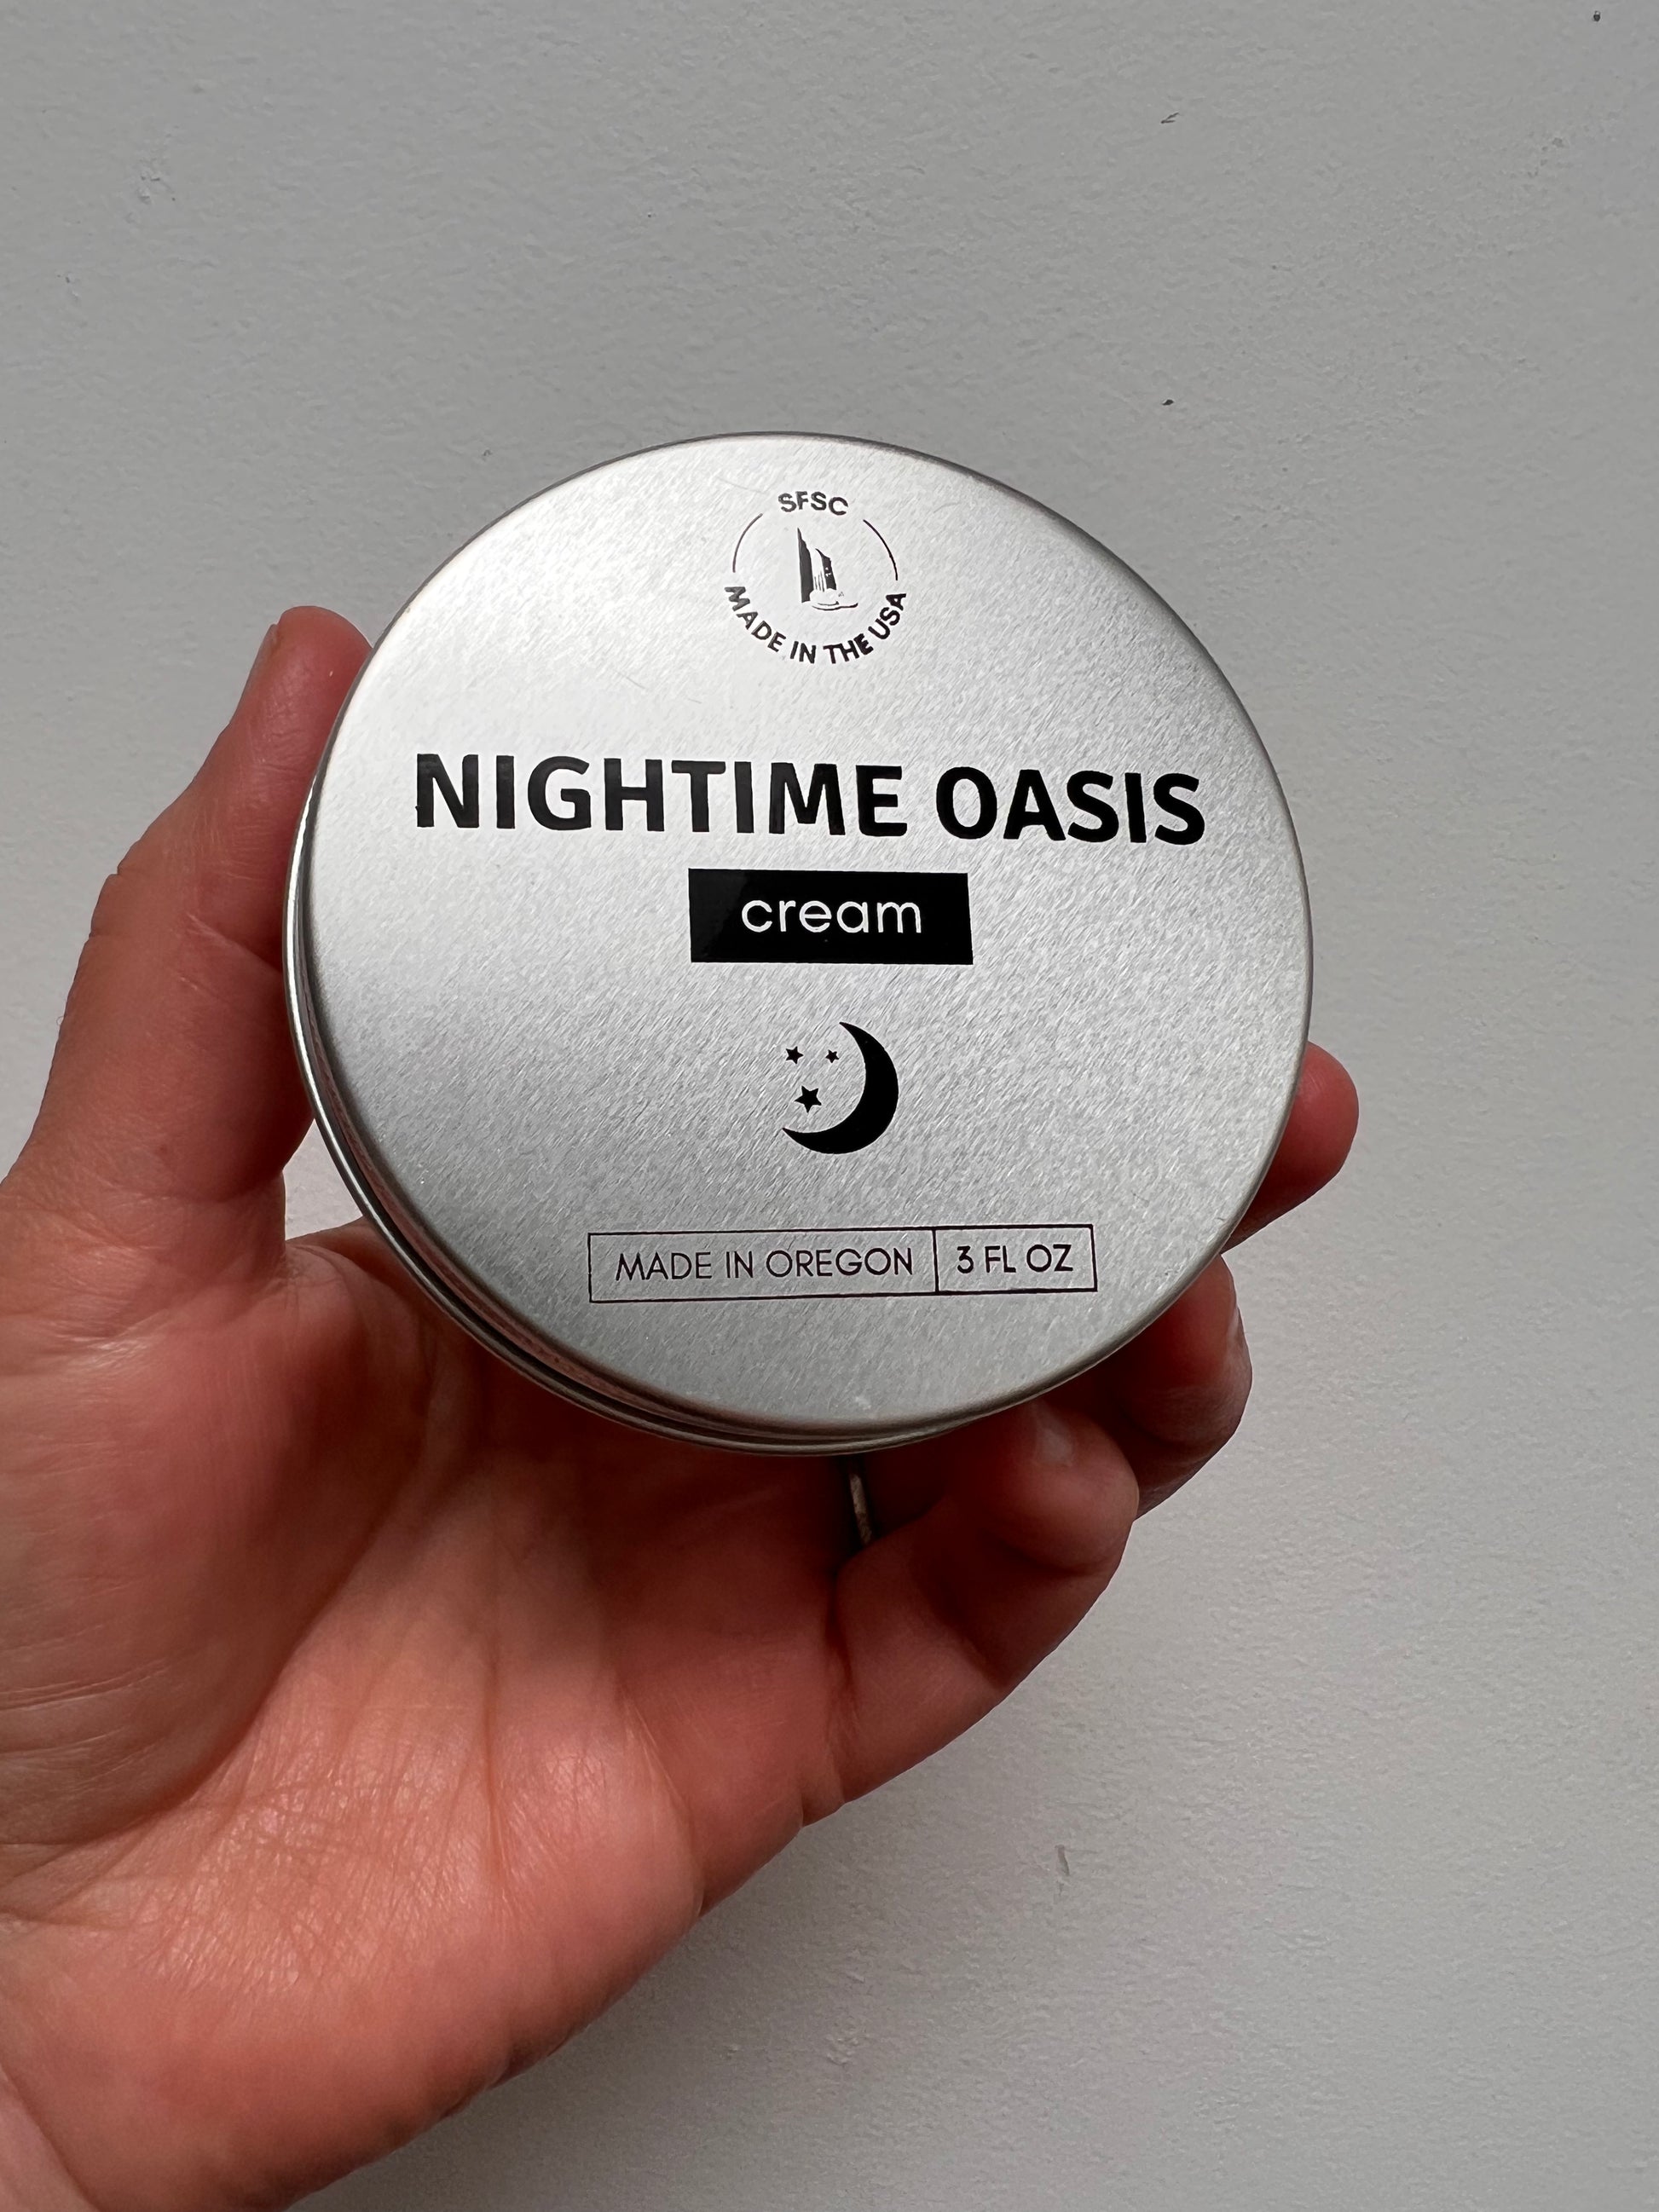 SFSC
MADE IN THE USA
NIGHTIME OASIS
cream
MADE IN OREGON 3 FL OZ